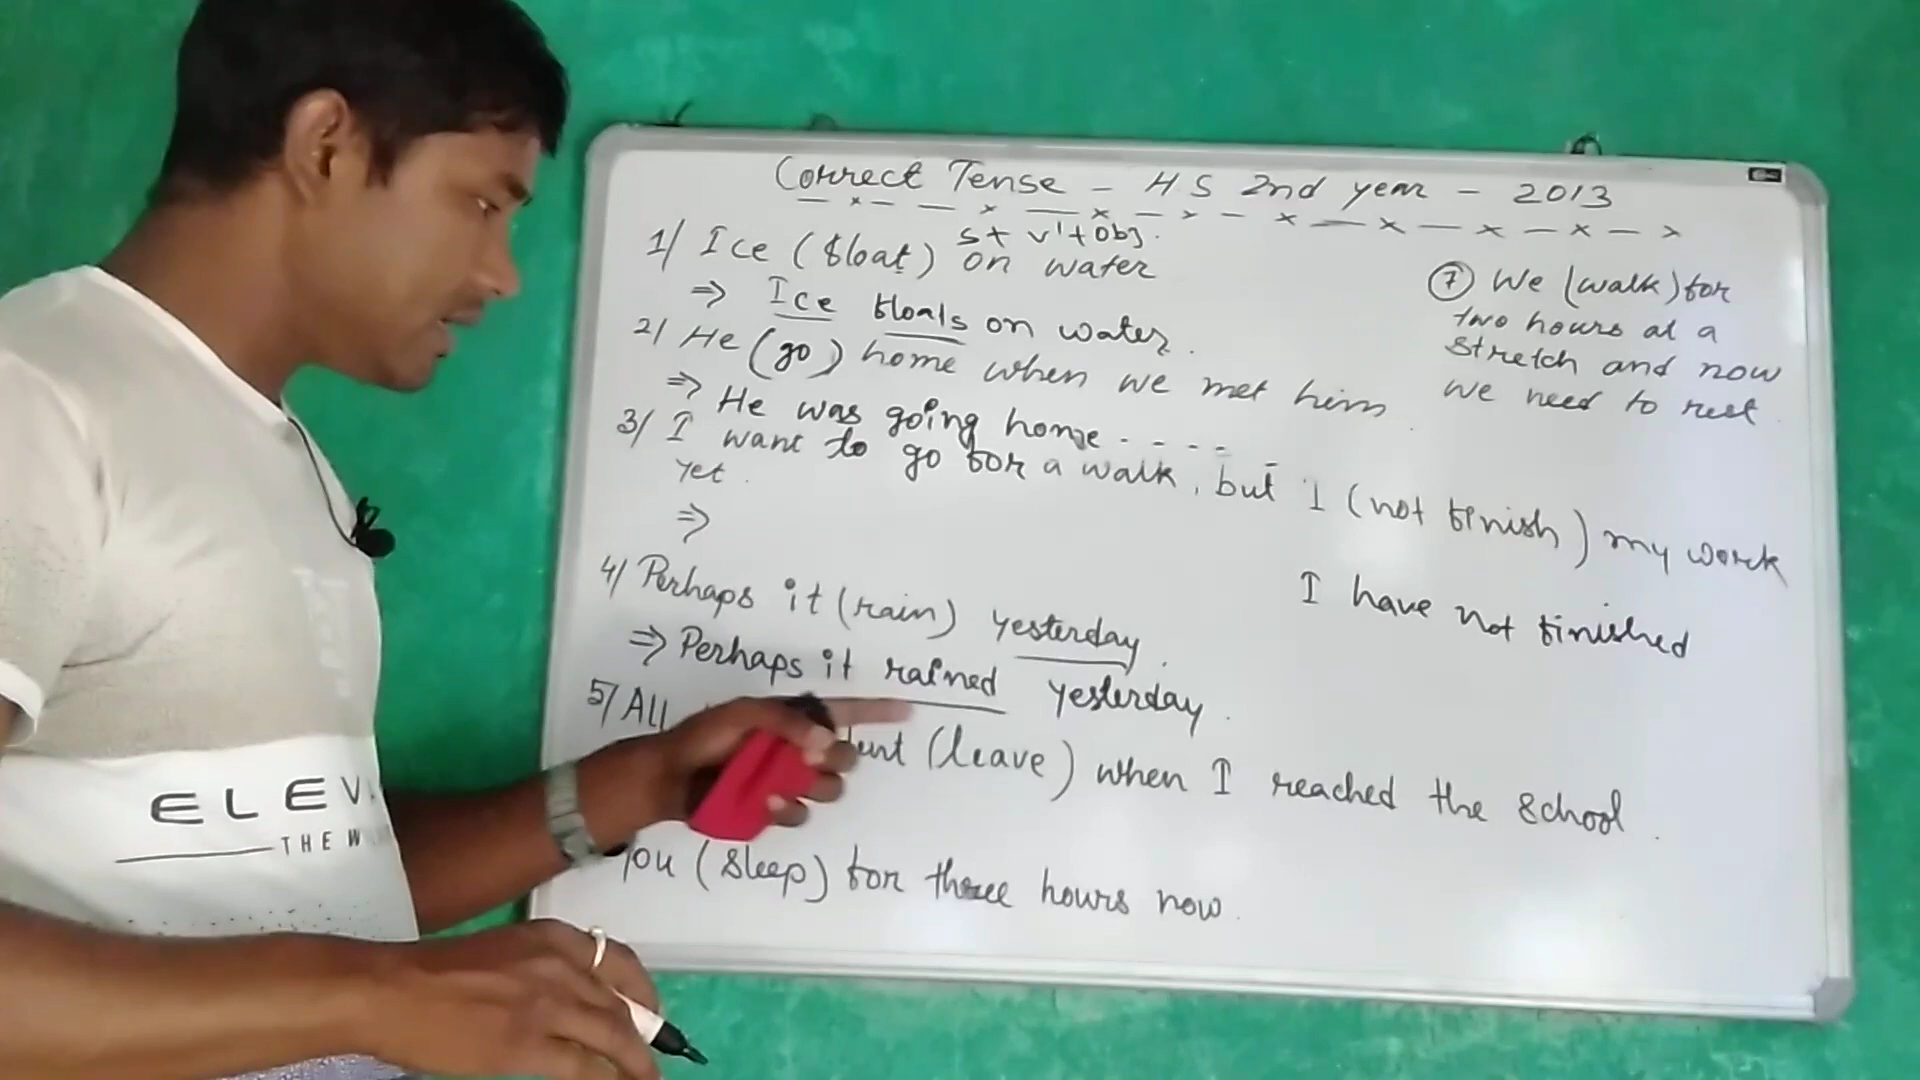 Correct Tense - HS 2nd year - 2013
S+ V1+Obj.
1/ Ice (float) on water
⇒ Ice floats on water.
2/ He (go) home when we met him.
⇒ He was going home - - - -
3/ I want to go for a walk, but I (not finish) my work
yet.
⇒
I have not finished
4/ Perhaps it (rain) yesterday.
⇒ Perhaps it rained yesterday.
5/ All (leave) when I reached the school.
You (sleep) for three hours now.
⑦ We (walk) for
two hours at a
stretch and now
we need to rest.
ELEV
THE W